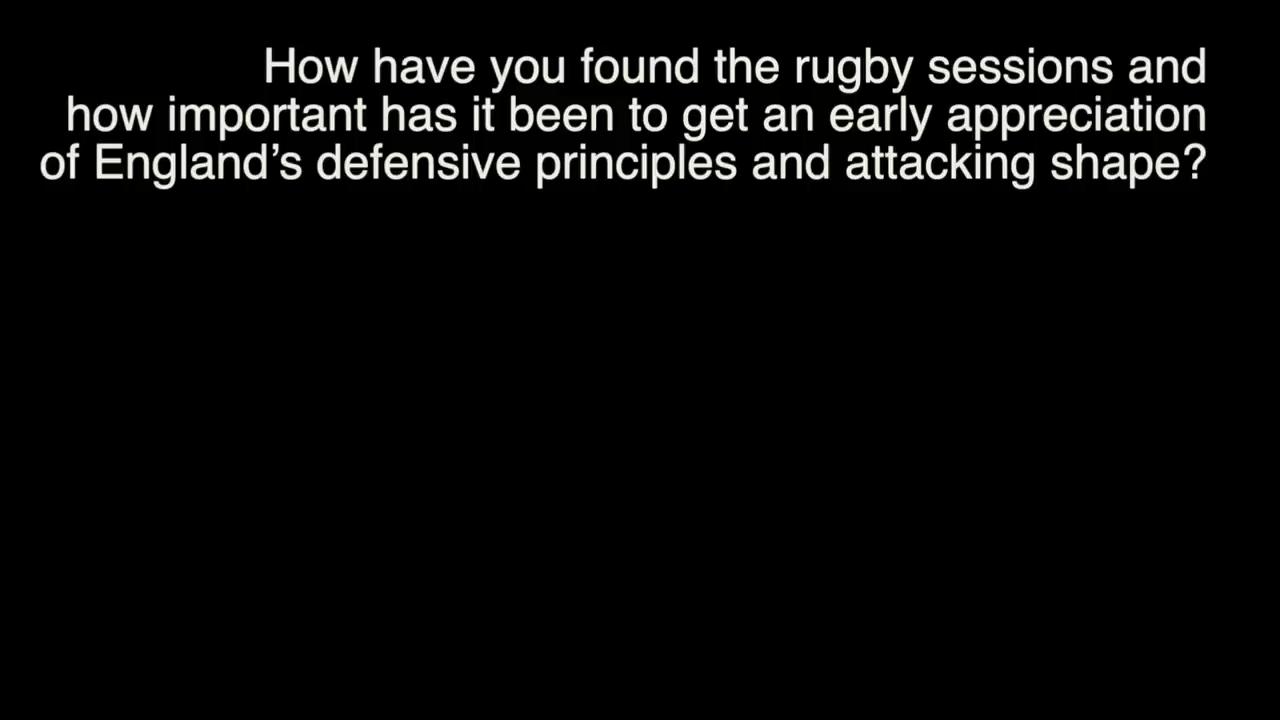 How have you found the rugby sessions and
how important has it been to get an early appreciation
of England’s defensive principles and attacking shape?